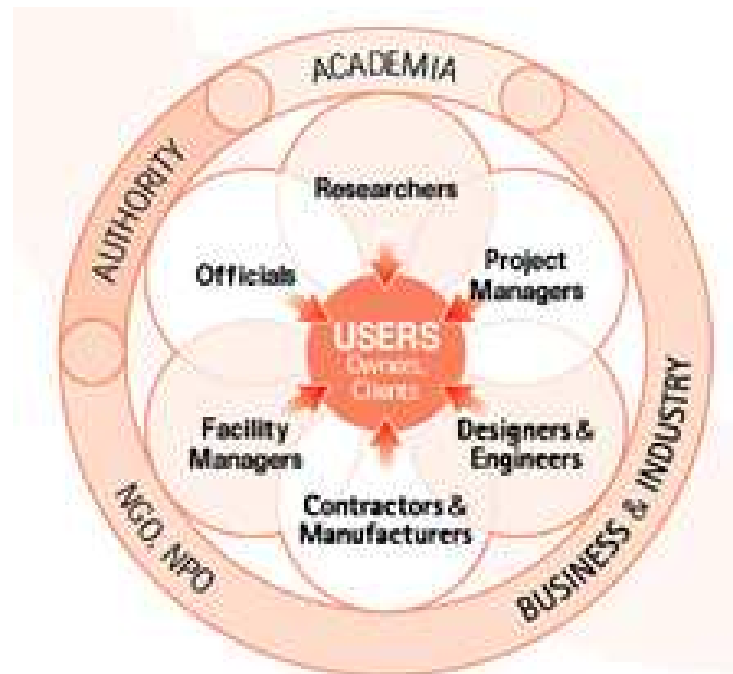 ACADEMIA
AUTHORITY
Researchers
Officials
Project
Managers
USERS
Owners,
Clients
Facility
Managers
Designers &
Engineers
Contractors &
Manufacturers
NGO, NPO
BUSINESS & INDUSTRY